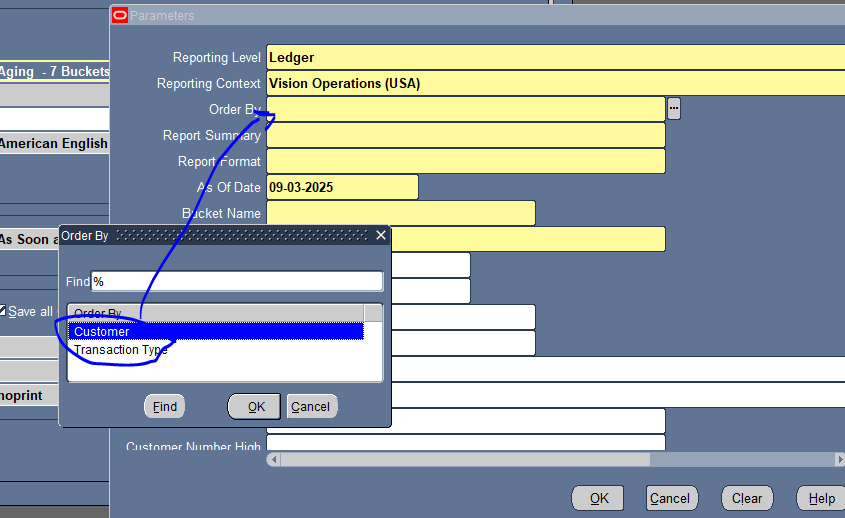 Parameters
Reporting Level Ledger
Aging - 7 Buckets
Reporting Context Vision Operations (USA)
Order By
Report Summary
American English
Report Format
As Of Date 09-03-2025
Bucket Name
As Soon a
Order By
Find %
Save all
Order By
Customer
Transaction Type
noprint
Find OK Cancel
Customer Number High
OK Cancel Clear Help